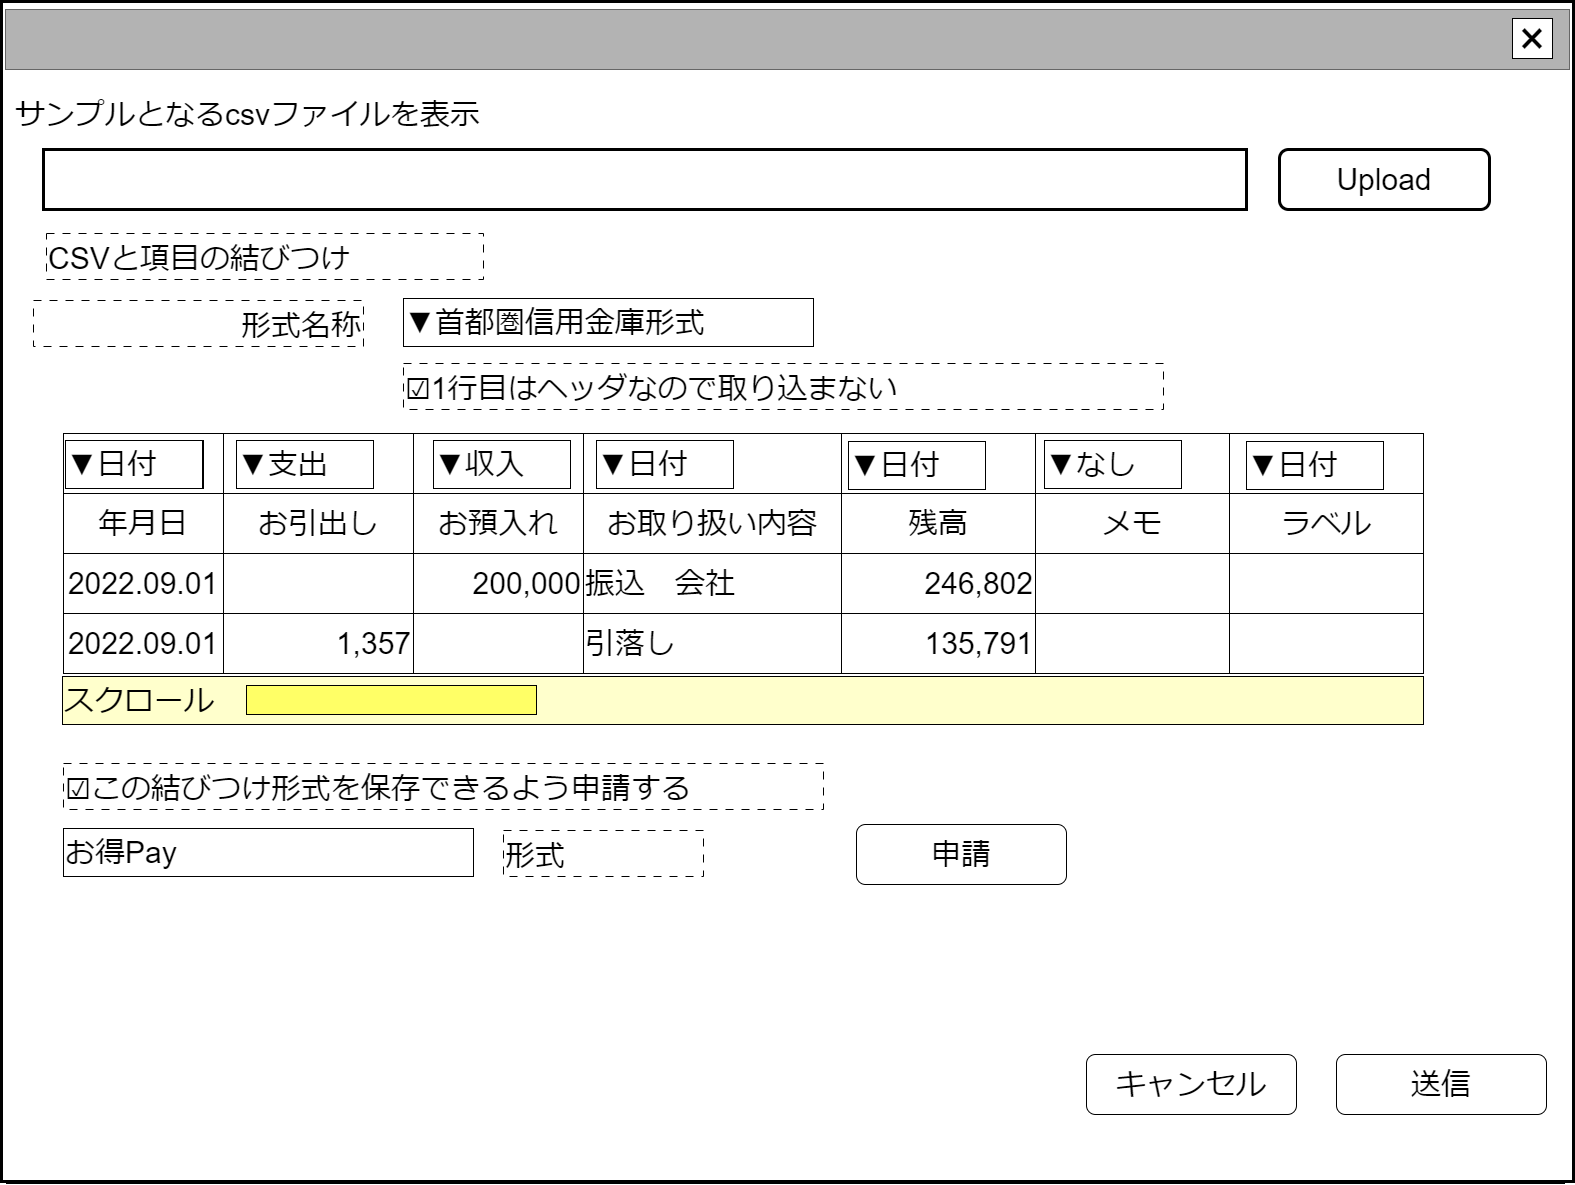 サンプルとなるcsvファイルを表示
Upload
CSVと項目の結びつけ
形式名称 ▼首都圏信用金庫形式
☑1行目はヘッダなので取り込まない
▼日付 ▼支出 ▼収入 ▼日付 ▼日付 ▼なし ▼日付
年月日 お引出し お預入れ お取り扱い内容 残高 メモ ラベル
2022.09.01 200,000 振込　会社 246,802
2022.09.01 1,357 引落し 135,791
スクロール
☑この結びつけ形式を保存できるよう申請する
お得Pay 形式 申請
キャンセル 送信